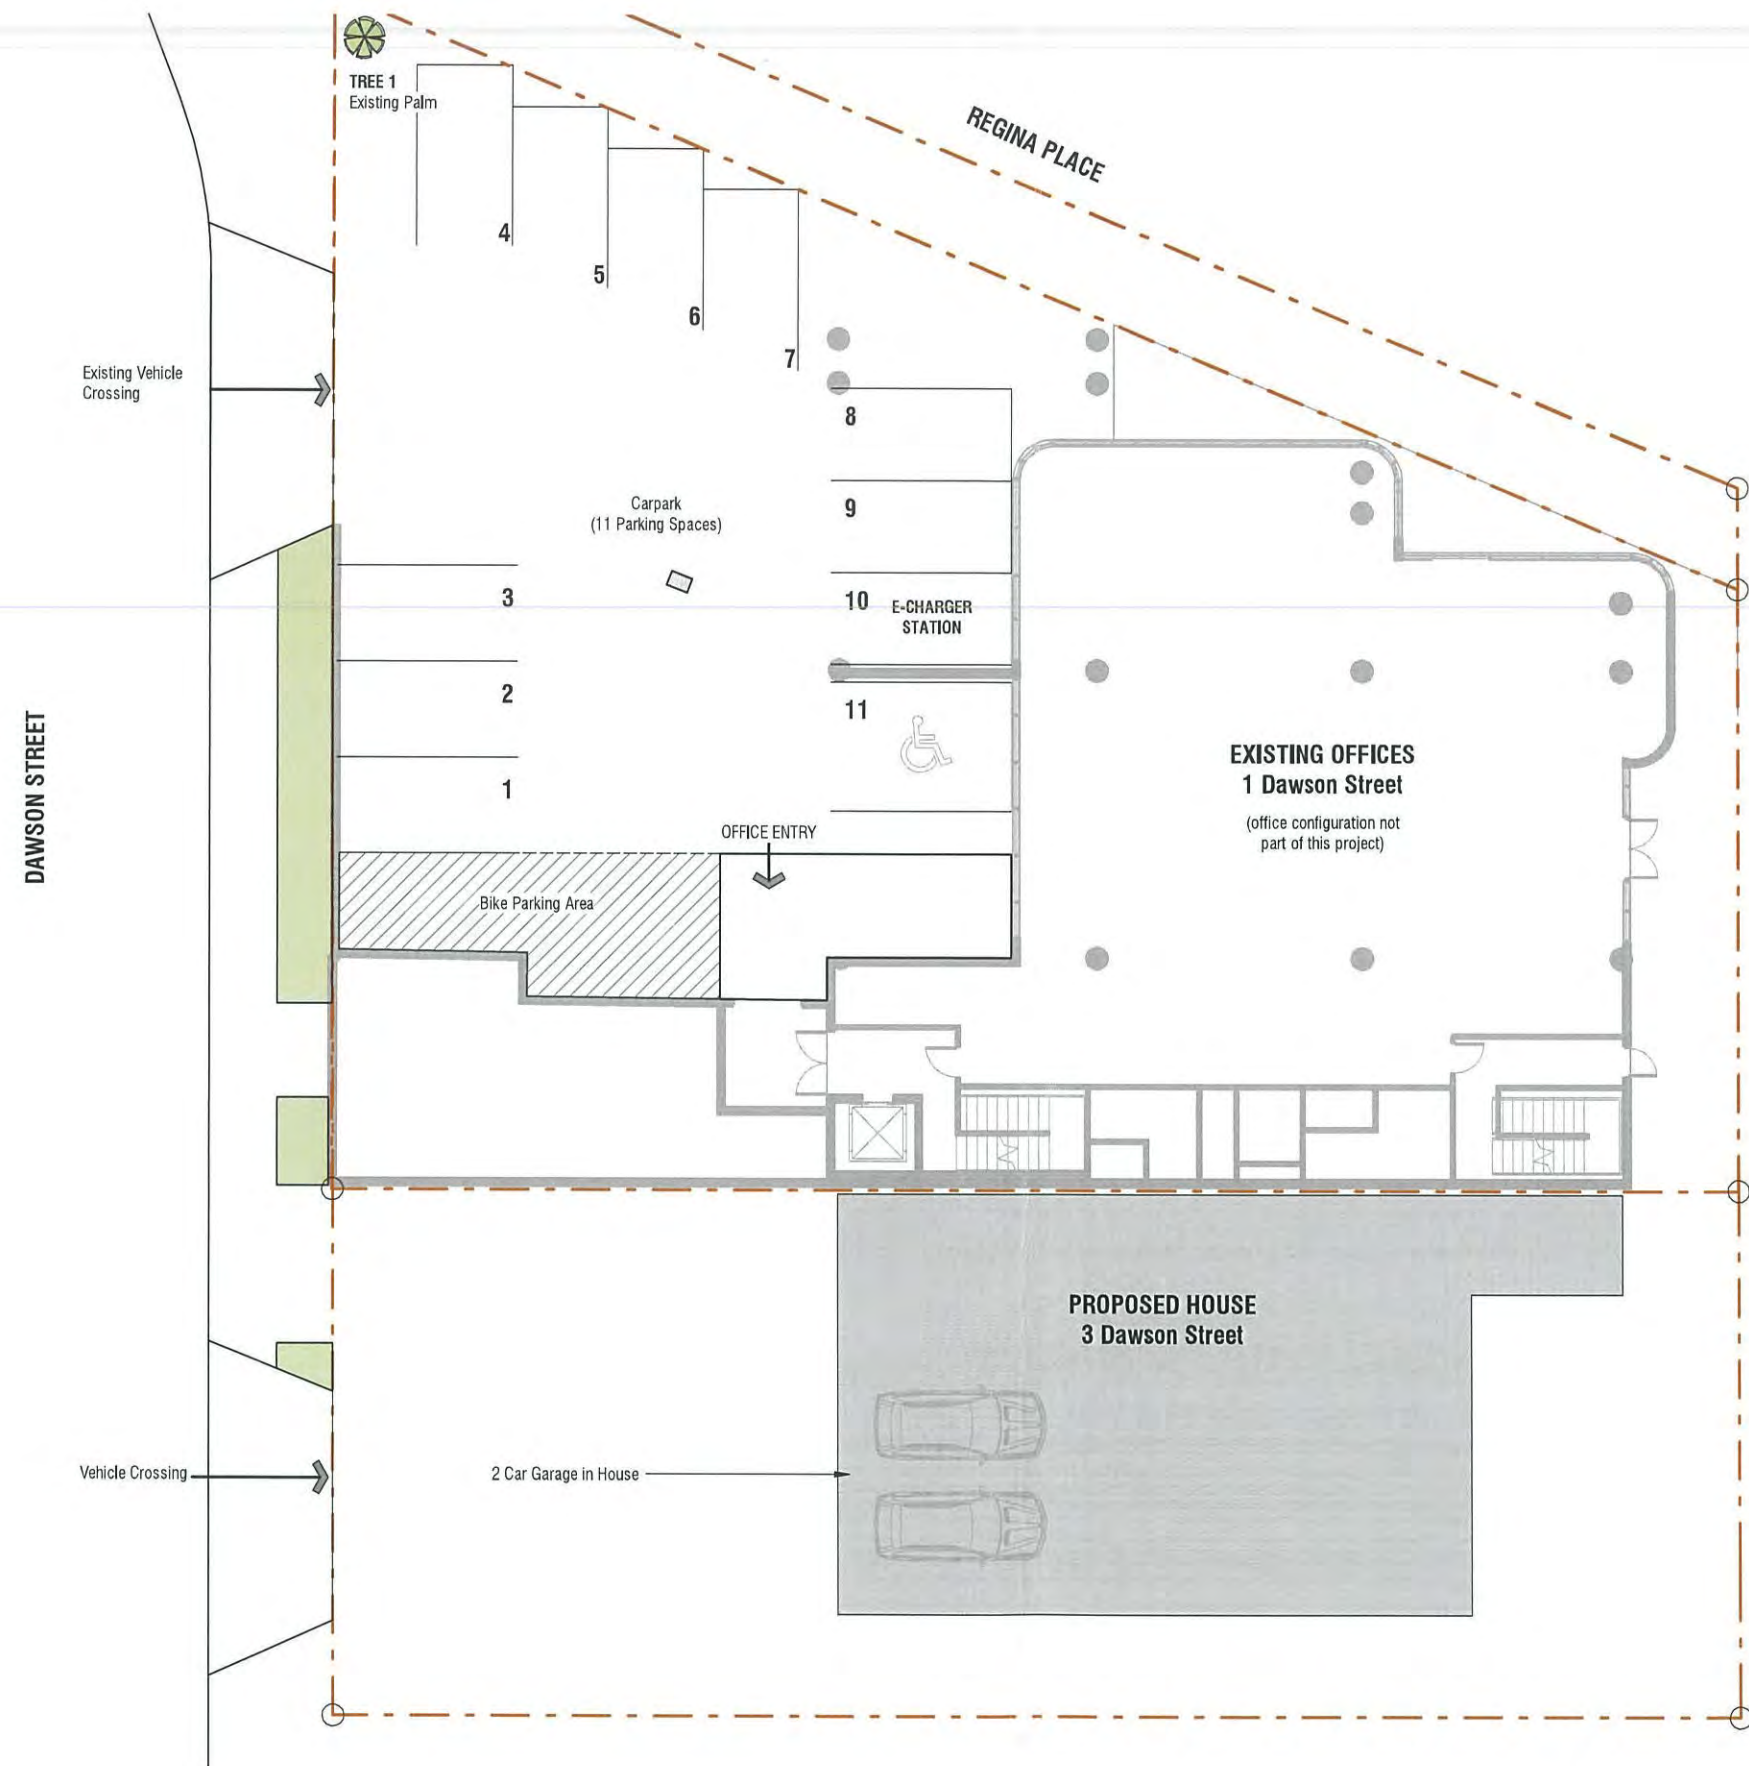 TREE 1
Existing Palm
REGINA PLACE
4
5
6
7
Existing Vehicle
Crossing
8
9
Carpark
(11 Parking Spaces)
3
10
E-CHARGER
STATION
2
11
DAWSON STREET
EXISTING OFFICES
1 Dawson Street
(office configuration not
part of this project)
1
OFFICE ENTRY
Bike Parking Area
PROPOSED HOUSE
3 Dawson Street
Vehicle Crossing
2 Car Garage in House